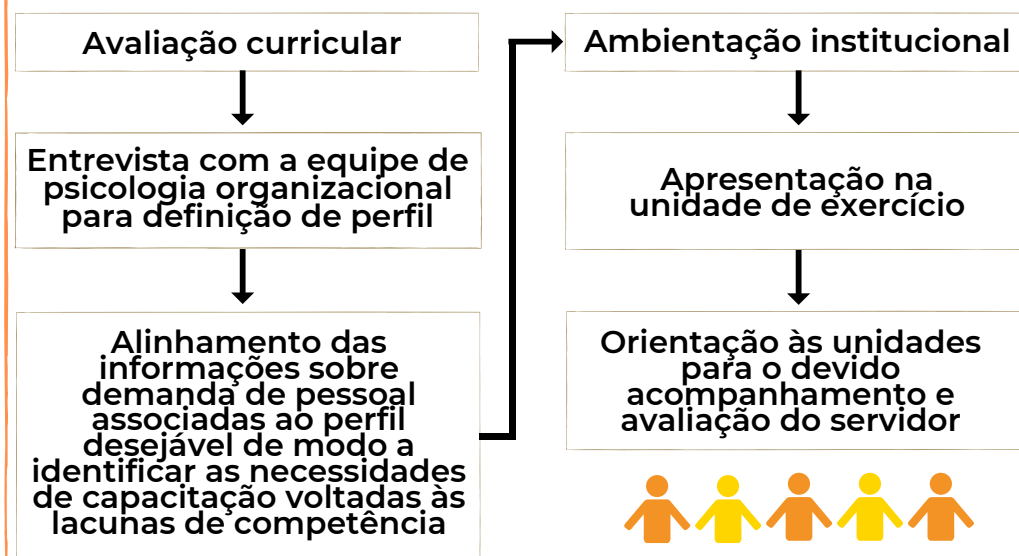 Avaliação curricular
Entrevista com a equipe de
psicologia organizacional
para definição de perfil
Alinhamento das
informações sobre
demanda de pessoal
associadas ao perfil
desejável de modo a
identificar as necessidades
de capacitação voltadas às
lacunas de competência
Ambientação institucional
Apresentação na
unidade de exercício
Orientação às unidades
para o devido
acompanhamento e
avaliação do servidor